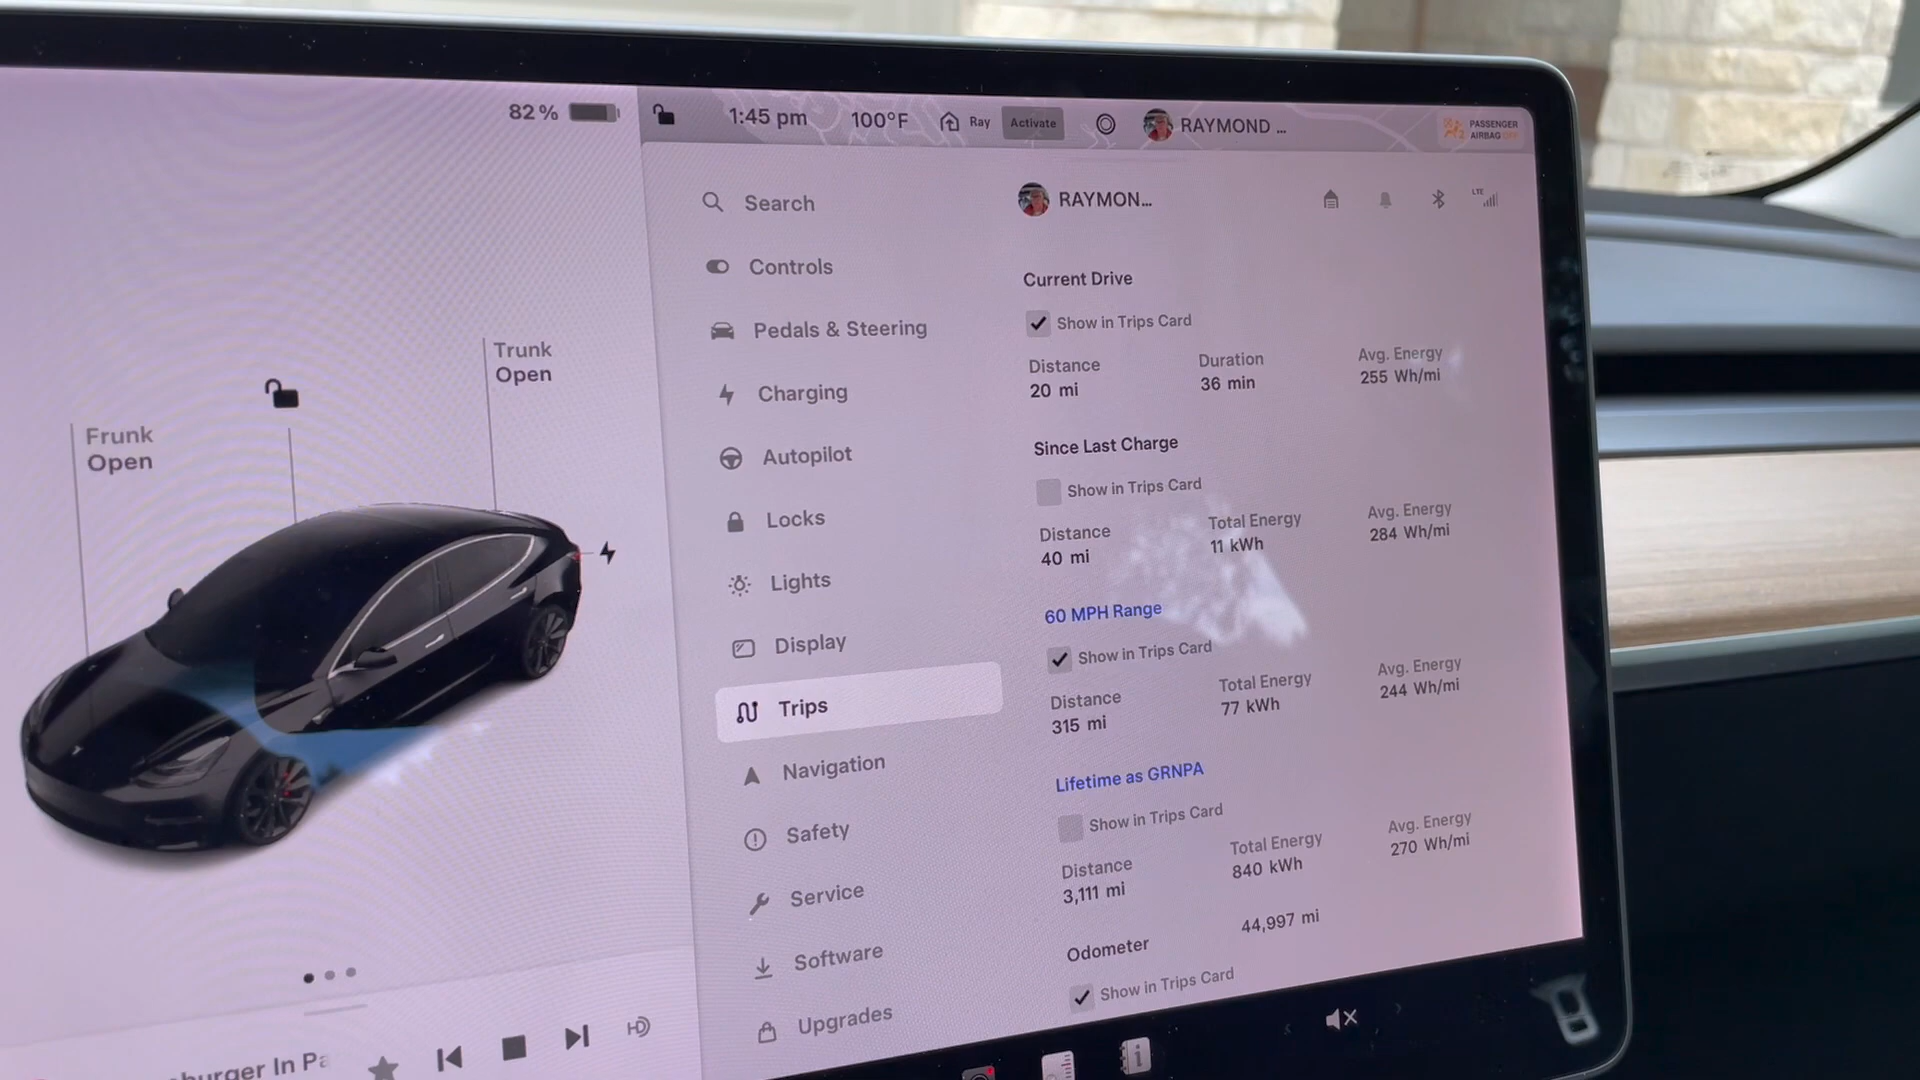 82%
1:45 pm
100°F
Ray
Activate
RAYMOND ...
PASSENGER
AIRBAG OFF
Trunk
Open
Frunk
Open
Search
Controls
Pedals & Steering
Charging
Autopilot
Locks
Lights
Display
Trips
Navigation
Safety
Service
Software
Upgrades
RAYMON...
LTE
Current Drive
Show in Trips Card
Distance Duration Avg. Energy
20 mi 36 min 255 Wh/mi
Since Last Charge
Show in Trips Card
Distance Total Energy Avg. Energy
40 mi 11 kWh 284 Wh/mi
60 MPH Range
Show in Trips Card
Distance Total Energy Avg. Energy
315 mi 77 kWh 244 Wh/mi
Lifetime as GRNPA
Show in Trips Card
Distance Total Energy Avg. Energy
3,111 mi 840 kWh 270 Wh/mi
Odometer 44,997 mi
Show in Trips Card
burger In Pa